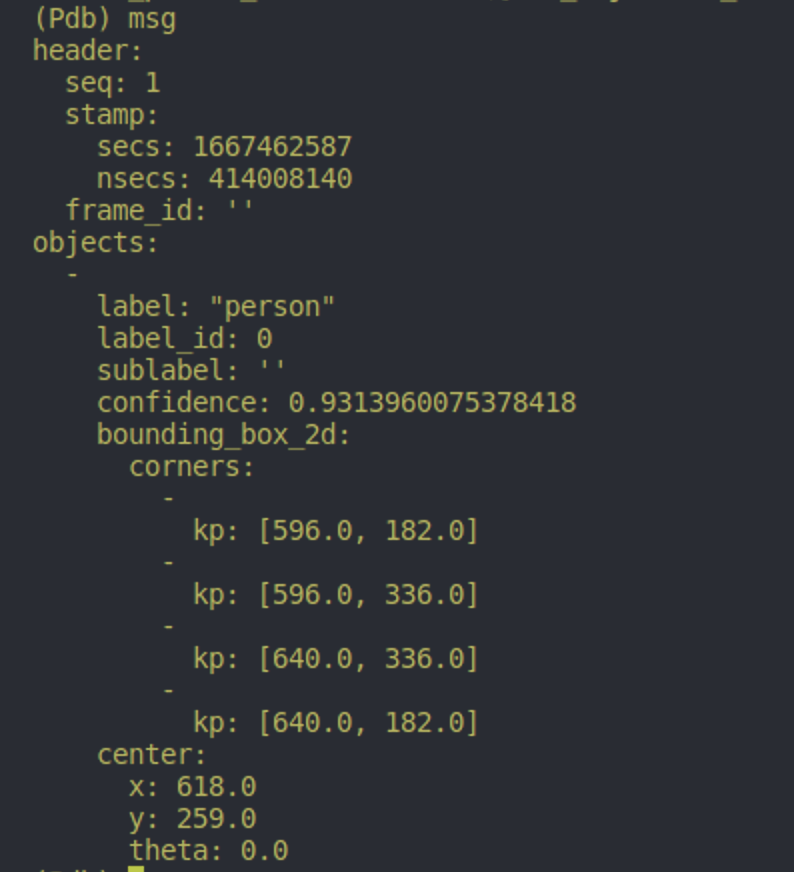 (Pdb) msg
header:
  seq: 1
  stamp:
    secs: 1667462587
    nsecs: 414008140
  frame_id: ''
objects:
  -
    label: "person"
    label_id: 0
    sublabel: ''
    confidence: 0.9313960075378418
    bounding_box_2d:
      corners:
        -
          kp: [596.0, 182.0]
        -
          kp: [596.0, 336.0]
        -
          kp: [640.0, 336.0]
        -
          kp: [640.0, 182.0]
    center:
      x: 618.0
      y: 259.0
      theta: 0.0